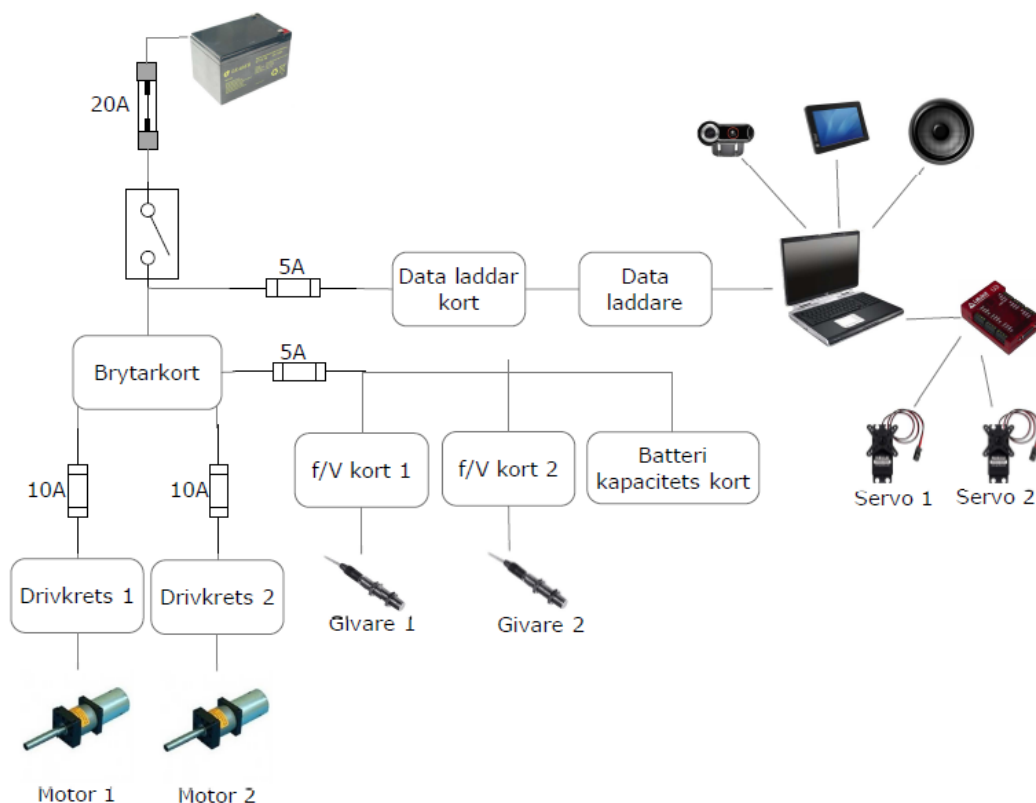 20A
5A
Data laddar
kort
Data
laddare
Brytarkort
5A
10A
10A
f/V kort 1
f/V kort 2
Batteri
kapacitets kort
Servo 1
Servo 2
Drivkrets 1
Drivkrets 2
GIvare 1
Givare 2
Motor 1
Motor 2